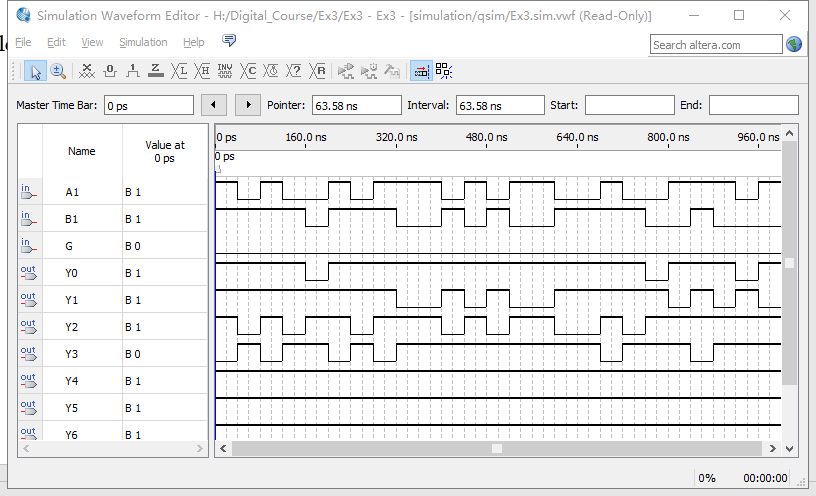 Simulation Waveform Editor - H:/Digital_Course/Ex3/Ex3 - Ex3 - [simulation/qsim/Ex3.sim.vwf (Read-Only)]
File Edit View Simulation Help
Search altera.com
Master Time Bar: 0 ps Pointer: 63.58 ns Interval: 63.58 ns Start: End:
Name Value at 0 ps
0 ps 160.0 ns 320.0 ns 480.0 ns 640.0 ns 800.0 ns 960.0 ns
0 ps
in A1 B 1
in B1 B 1
in G B 0
out Y0 B 1
out Y1 B 1
out Y2 B 1
out Y3 B 0
out Y4 B 1
out Y5 B 1
out Y6 B 1
0% 00:00:00